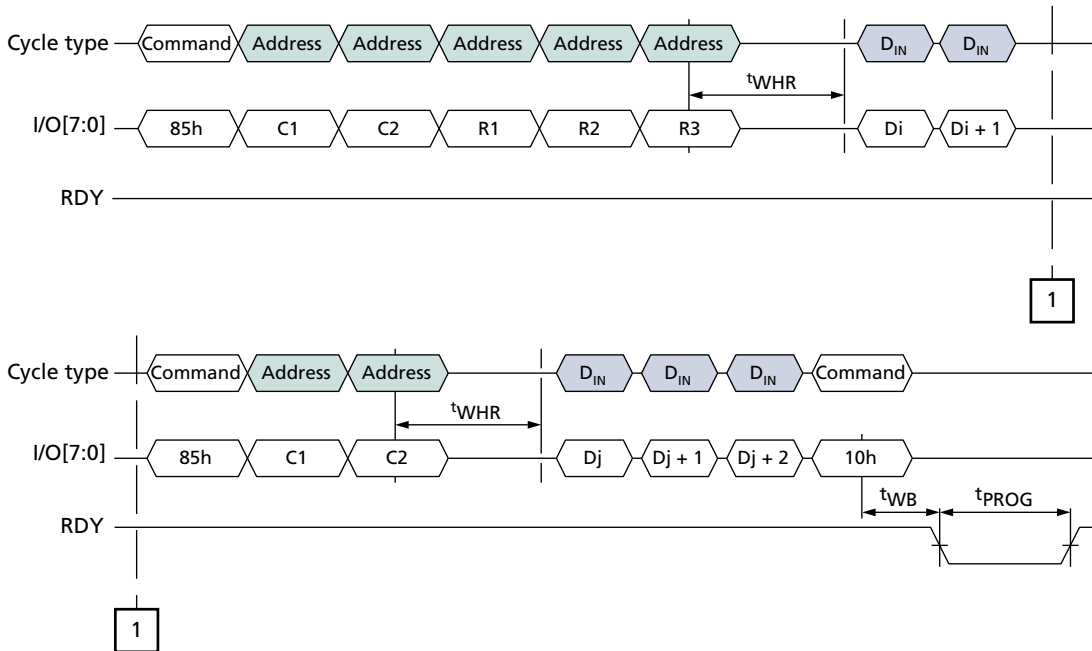 Cycle type Command Address Address Address Address Address DIN DIN
tWHR
I/O[7:0] 85h C1 C2 R1 R2 R3 Di Di + 1
RDY
1
Cycle type Command Address Address DIN DIN DIN Command
tWHR
I/O[7:0] 85h C1 C2 Dj Dj + 1 Dj + 2 10h
tWB tPROG
RDY
1